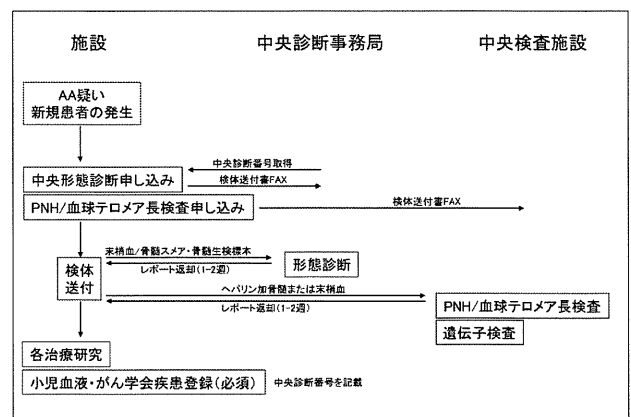 施設 中央診断事務局 中央検査施設
AA疑い
新規患者の発生
中央診断番号取得
中央形態診断申し込み
検体送付書FAX
PNH/血球テロメア長検査申し込み
検体送付書FAX
末梢血/骨髄スメア・骨髄生検標本
検体
送付
レポート返却(1-2週)
形態診断
ヘパリン加骨髄または末梢血
レポート返却(1-2週)
PNH/血球テロメア長検査
遺伝子検査
各治療研究
小児血液・がん学会疾患登録(必須) 中央診断番号を記載